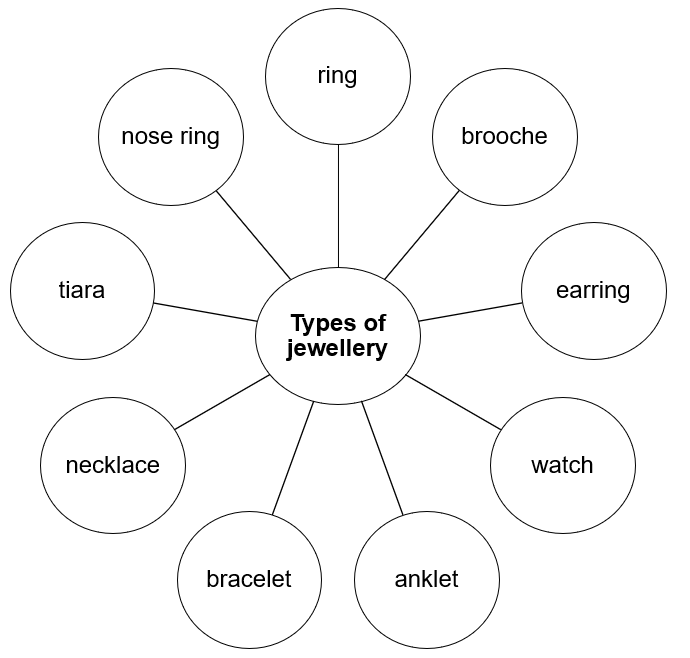 ring
nose ring
brooche
tiara
earring
Types of
jewellery
necklace
watch
bracelet
anklet